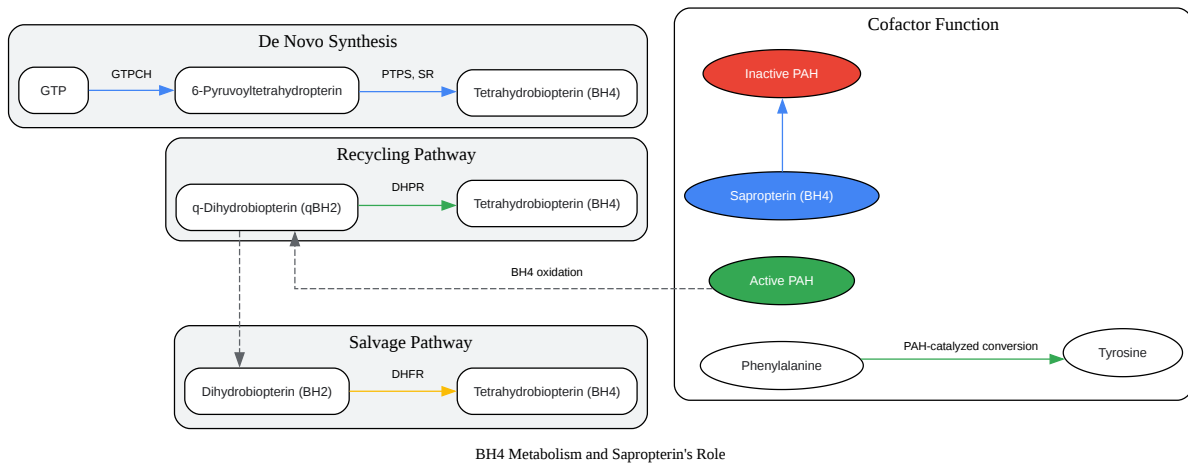 De Novo Synthesis
GTP
GTPCH
6-Pyruvoyltetrahydropterin
PTPS, SR
Tetrahydrobiopterin (BH4)
Recycling Pathway
q-Dihydrobiopterin (qBH2)
DHPR
Tetrahydrobiopterin (BH4)
BH4 oxidation
Salvage Pathway
Dihydrobiopterin (BH2)
DHFR
Tetrahydrobiopterin (BH4)
Cofactor Function
Inactive PAH
Sapropterin (BH4)
Active PAH
Phenylalanine
PAH-catalyzed conversion
Tyrosine
BH4 Metabolism and Sapropterin's Role